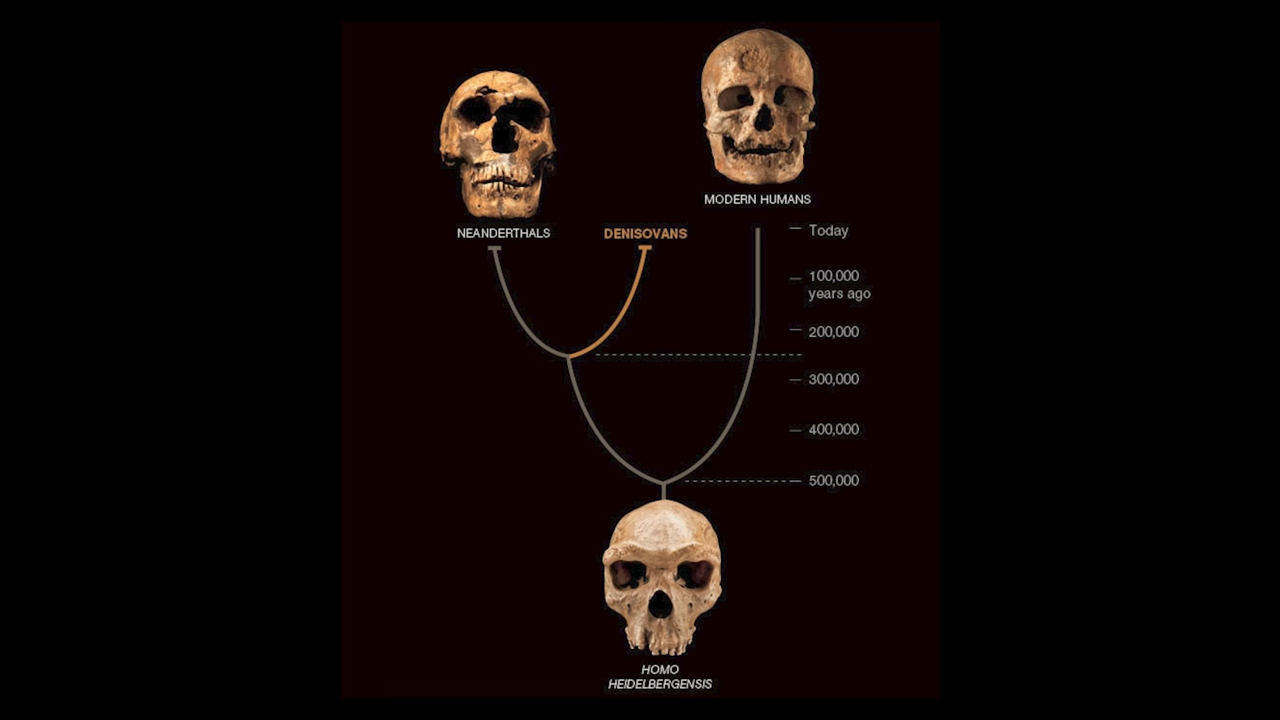 MODERN HUMANS
NEANDERTHALS
DENISOVANS
Today
100,000
years ago
200,000
300,000
400,000
500,000
HOMO
HEIDELBERGENSIS